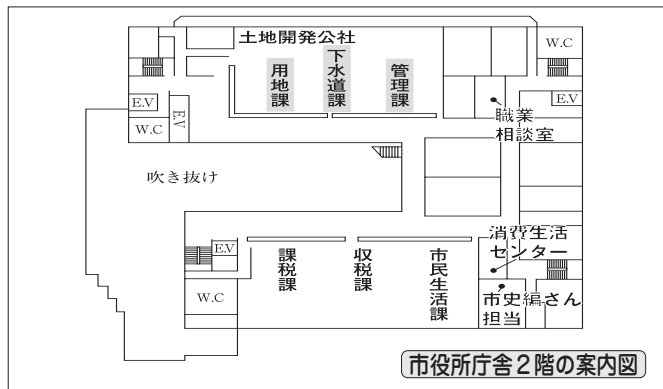 土地開発公社
W.C
用地課
下水道課
管理課
E.V
E.V
E.V
W.C
職業
相談室
吹き抜け
消費生活
センター
E.V
課税課
収税課
市民生活課
W.C
市史編さん
担当
市役所庁舎2階の案内図